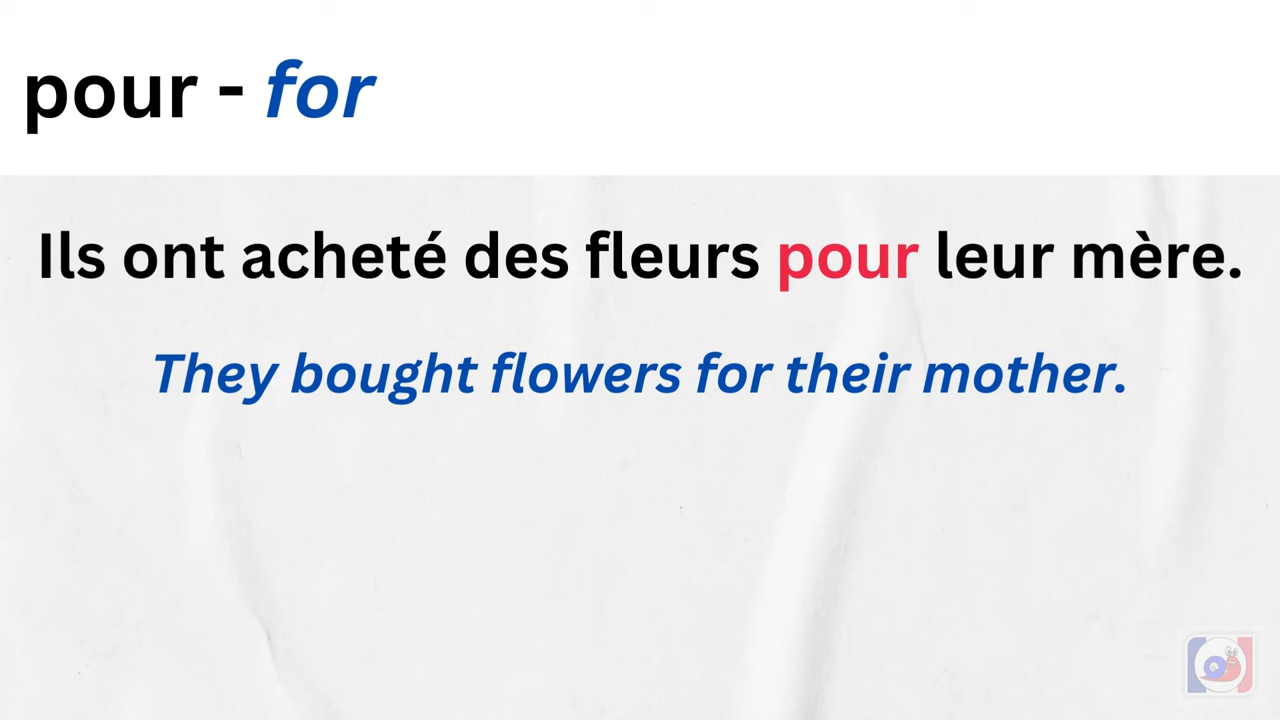 pour - for
Ils ont acheté des fleurs pour leur mère.
They bought flowers for their mother.